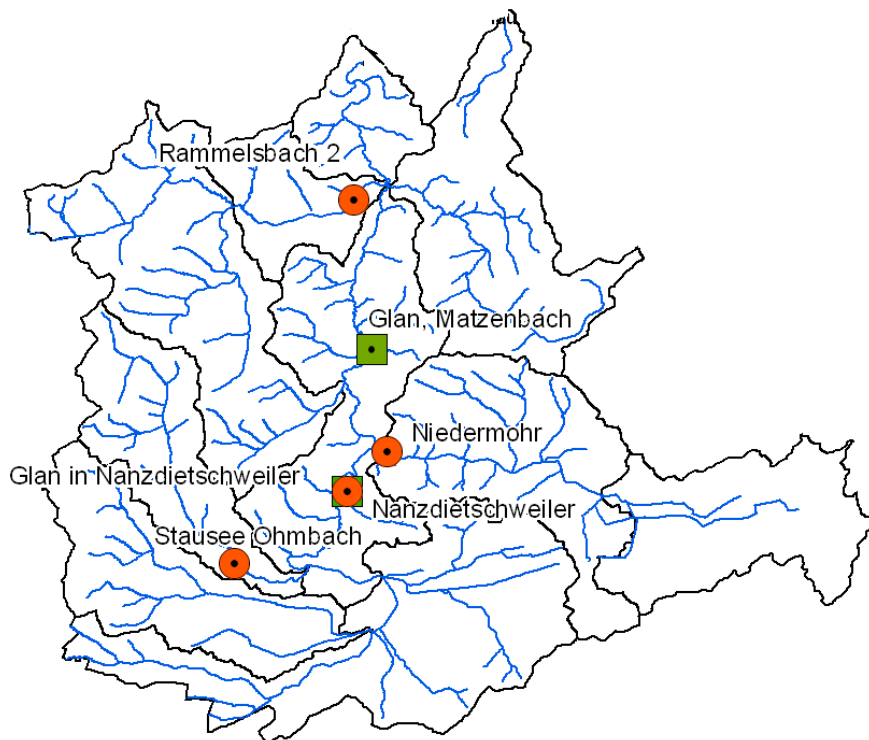 Rammelsbach 2
Glan, Matzenbach
Niedermohr
Glan in Nanzdietschweiler
Nanzdietschweiler
Stausee Ohmbach